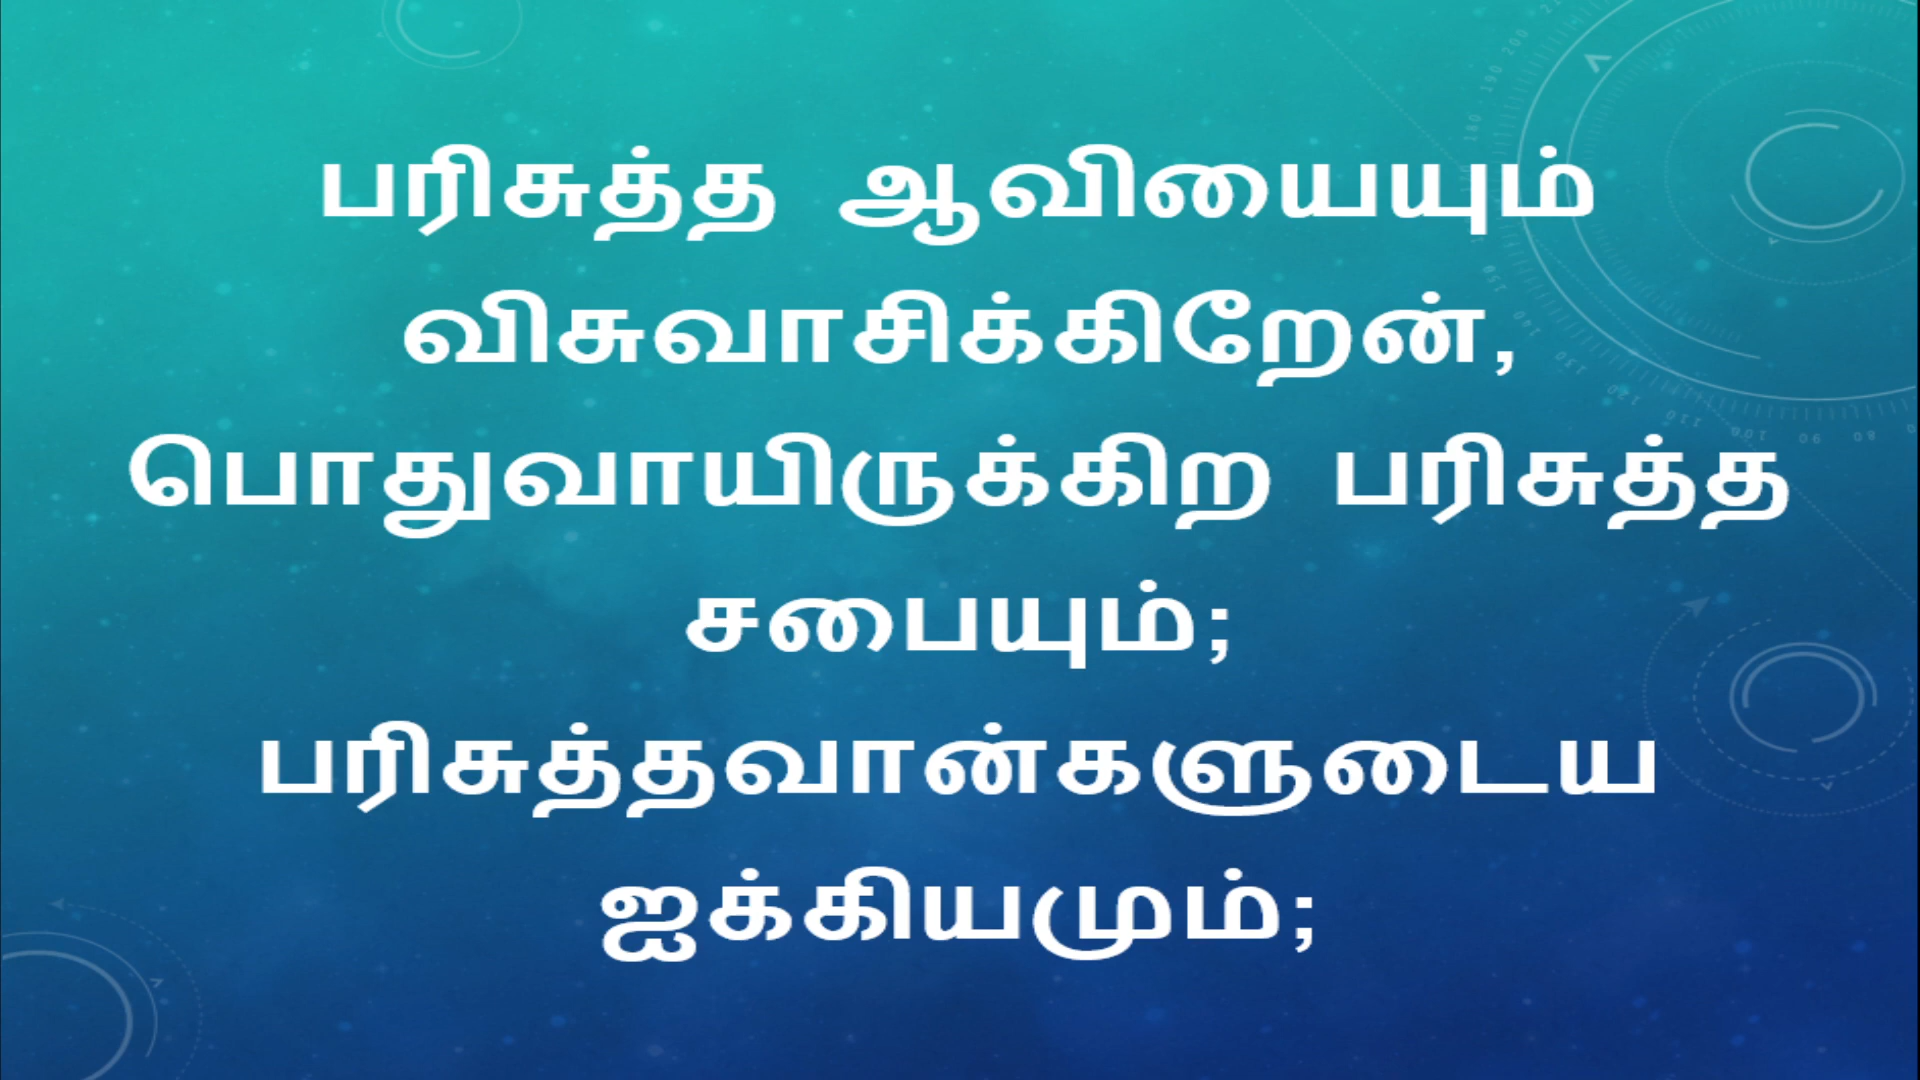 பரிசுத்த ஆவியையும்
விசுவாசிக்கிறேன்,
பொதுவாயிருக்கிற பரிசுத்த
சபையும்;
பரிசுத்தவான்களுடைய
ஐக்கியமும்;